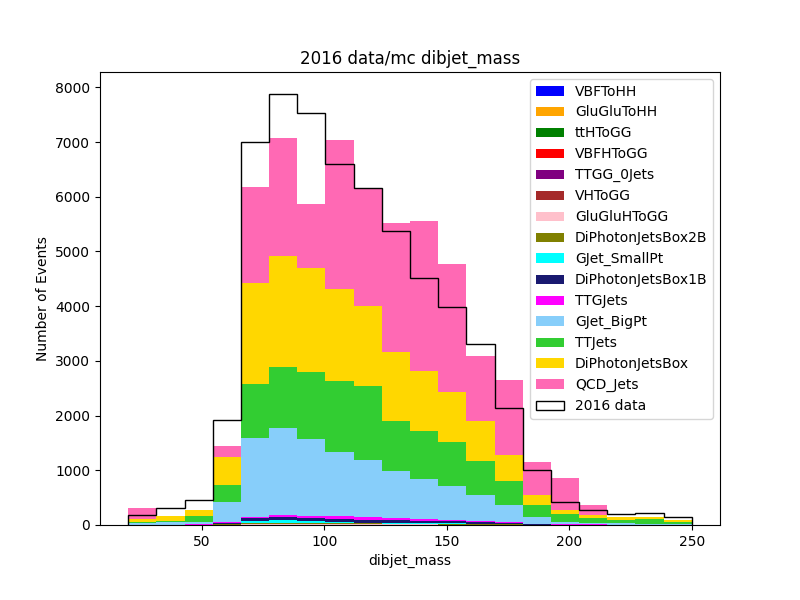 2016 data/mc dibjet_mass
Number of Events
8000
7000
6000
5000
4000
3000
2000
1000
0
50
100
150
200
250
dibjet_mass
VBFToHH
GluGluToHH
ttHToGG
VBFHToGG
TTGG_0Jets
VHToGG
GluGluHToGG
DiPhotonJetsBox2B
GJet_SmallPt
DiPhotonJetsBox1B
TTGJets
GJet_BigPt
TTJets
DiPhotonJetsBox
QCD_Jets
2016 data